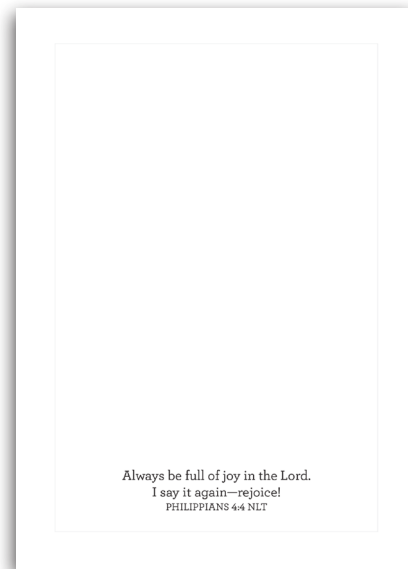 Always be full of joy in the Lord.
I say it again—rejoice!
PHILIPPIANS 4:4 NLT